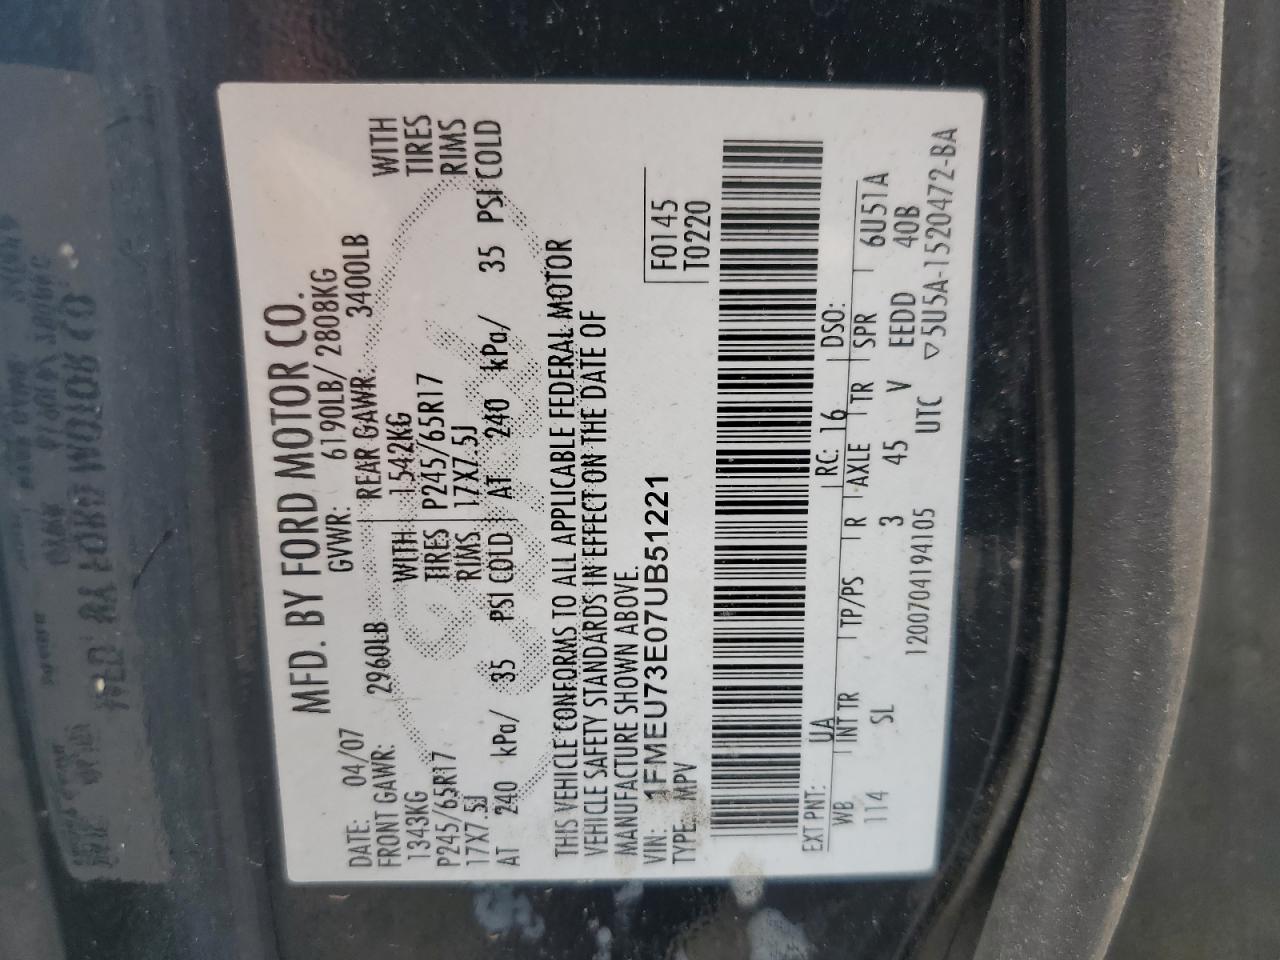 MFD. BY FORD MOTOR CO.
DATE: 04/07 GVWR: 6190LB/2808KG
FRONT GAWR: 2960LB REAR GAWR: 3400LB
1343KG WITH 1542KG WITH
P245/65R17 TIRES P245/65R17 TIRES
17X7.5J RIMS 17X7.5J RIMS
AT 240 kPa/ 35 PSI COLD AT 240 kPa/ 35 PSI COLD
THIS VEHICLE CONFORMS TO ALL APPLICABLE FEDERAL MOTOR
VEHICLE SAFETY STANDARDS IN EFFECT ON THE DATE OF
MANUFACTURE SHOWN ABOVE.
VIN: 1FMEU73E07UB51221 F0145
TYPE: MPV T0220
EXT PNT: UA RC: 16 DSO:
WB INT TR TP/PS R AXLE TR SPR 6U51A
114 SL 3 45 V EEDD 40B
12007041941​05 UTC ▽5U5A-1520472-BA